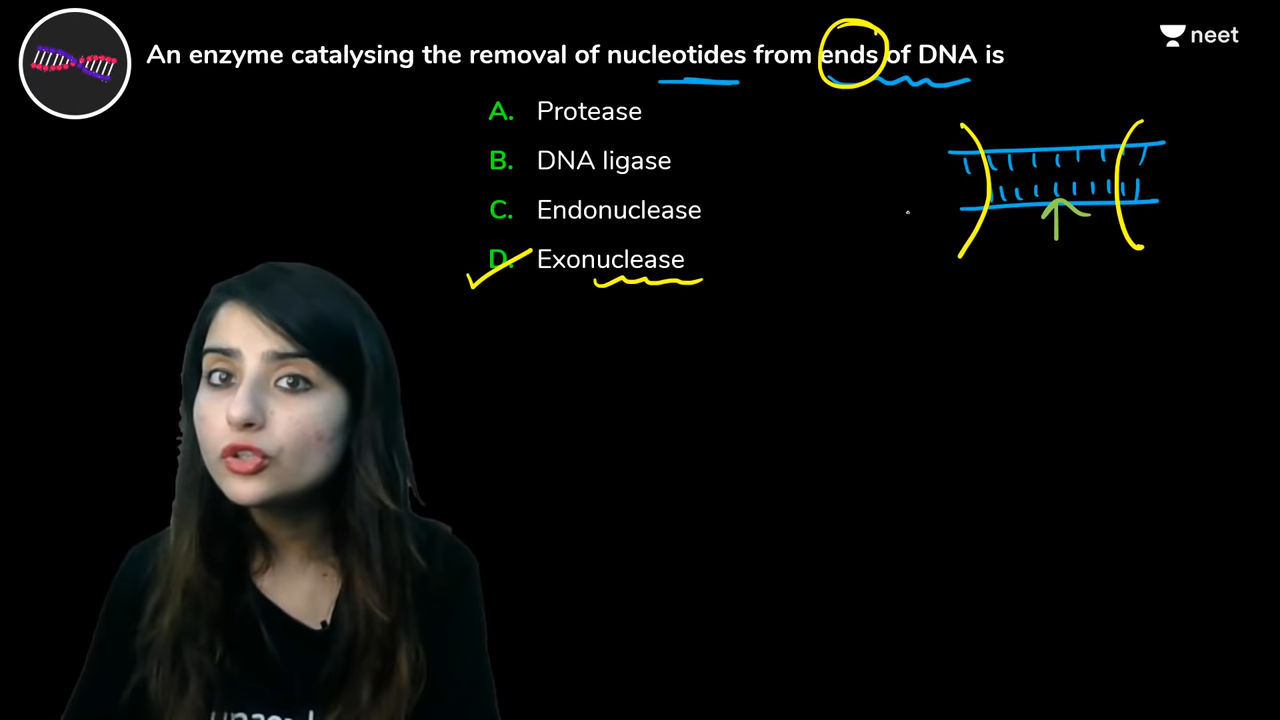 An enzyme catalysing the removal of nucleotides from ends of DNA is
neet
A. Protease
B. DNA ligase
C. Endonuclease
D. Exonuclease